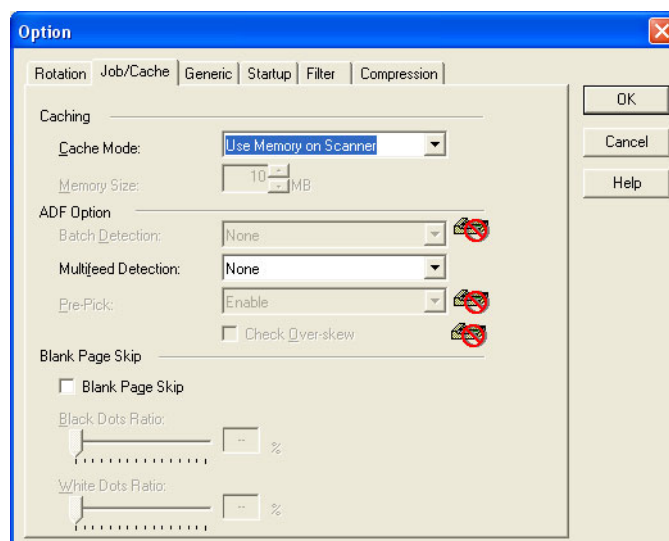 Option
Rotation Job/Cache Generic Startup Filter Compression
OK
Cancel
Help
Caching
Cache Mode: Use Memory on Scanner
Memory Size: 10 MB
ADF Option
Batch Detection: None
Multifeed Detection: None
Pre-Pick: Enable
Check Over-skew
Blank Page Skip
Blank Page Skip
Black Dots Ratio:
-- %
White Dots Ratio:
-- %